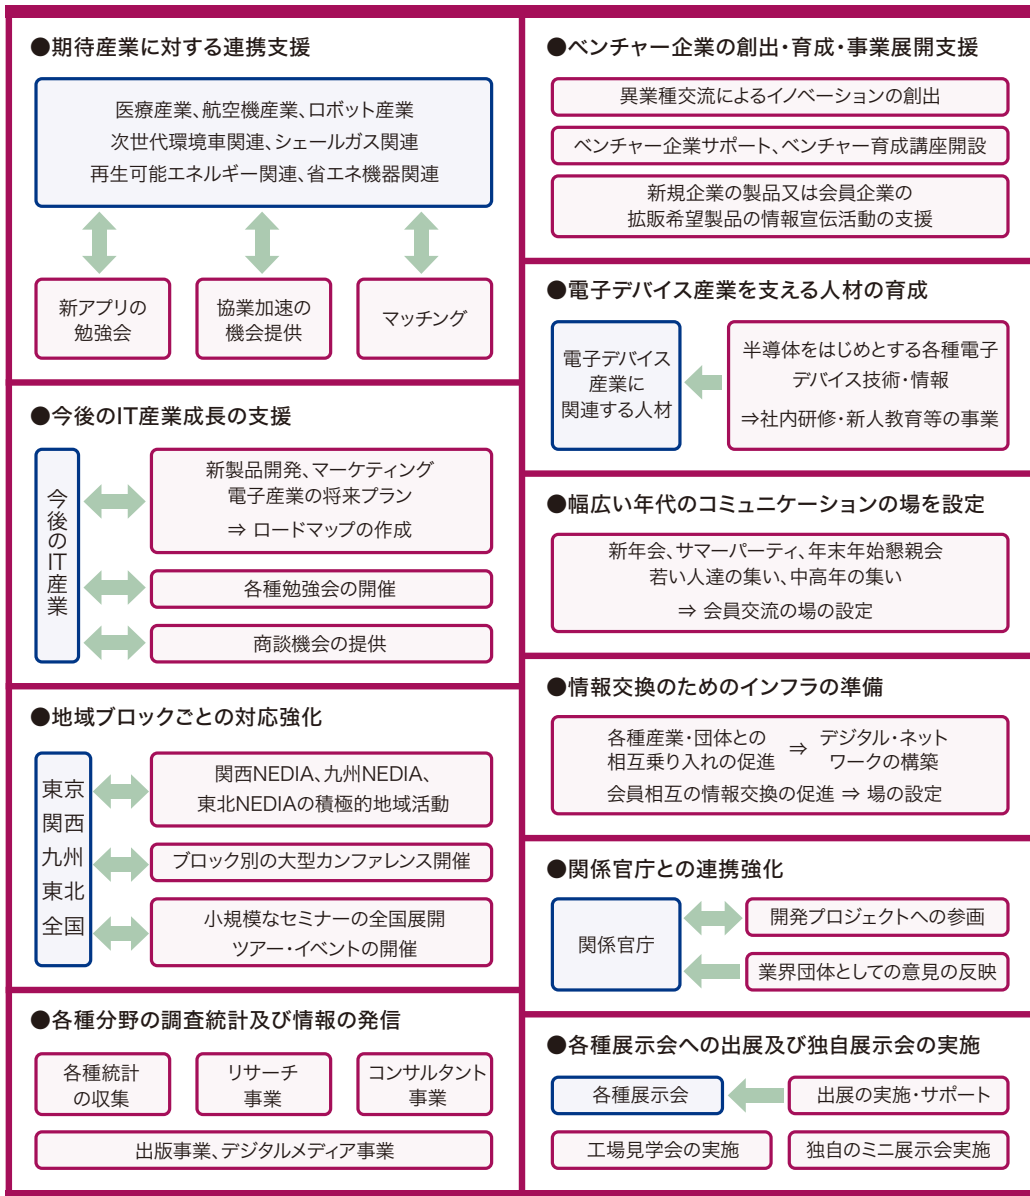 ●期待産業に対する連携支援
医療産業、航空機産業、ロボット産業
次世代環境車関連、シェールガス関連
再生可能エネルギー関連、省エネ機器関連
新アプリの
勉強会
協業加速の
機会提供
マッチング
●今後のIT産業成長の支援
今後のIT産業
新製品開発、マーケティング
電子産業の将来プラン
⇒ ロードマップの作成
各種勉強会の開催
商談機会の提供
●地域ブロックごとの対応強化
東京
関西
九州
東北
全国
関西NEDIA、九州NEDIA、
東北NEDIAの積極的地域活動
ブロック別の大型カンファレンス開催
小規模なセミナーの全国展開
ツアー・イベントの開催
●各種分野の調査統計及び情報の発信
各種統計
の収集
リサーチ
事業
コンサルタント
事業
出版事業、デジタルメディア事業
●ベンチャー企業の創出・育成・事業展開支援
異業種交流によるイノベーションの創出
ベンチャー企業サポート、ベンチャー育成講座開設
新規企業の製品又は会員企業の
拡販希望製品の情報宣伝活動の支援
●電子デバイス産業を支える人材の育成
電子デバイス
産業に
関連する人材
半導体をはじめとする各種電子
デバイス技術・情報
⇒社内研修・新人教育等の事業
●幅広い年代のコミュニケーションの場を設定
新年会、サマーパーティ、年末年始懇親会
若い人達の集い、中高年の集い
⇒ 会員交流の場の設定
●情報交換のためのインフラの準備
各種産業・団体との
相互乗り入れの促進
⇒
デジタル・ネット
ワークの構築
会員相互の情報交換の促進 ⇒ 場の設定
●関係官庁との連携強化
関係官庁
開発プロジェクトへの参画
業界団体としての意見の反映
●各種展示会への出展及び独自展示会の実施
各種展示会
出展の実施・サポート
工場見学会の実施
独自のミニ展示会実施